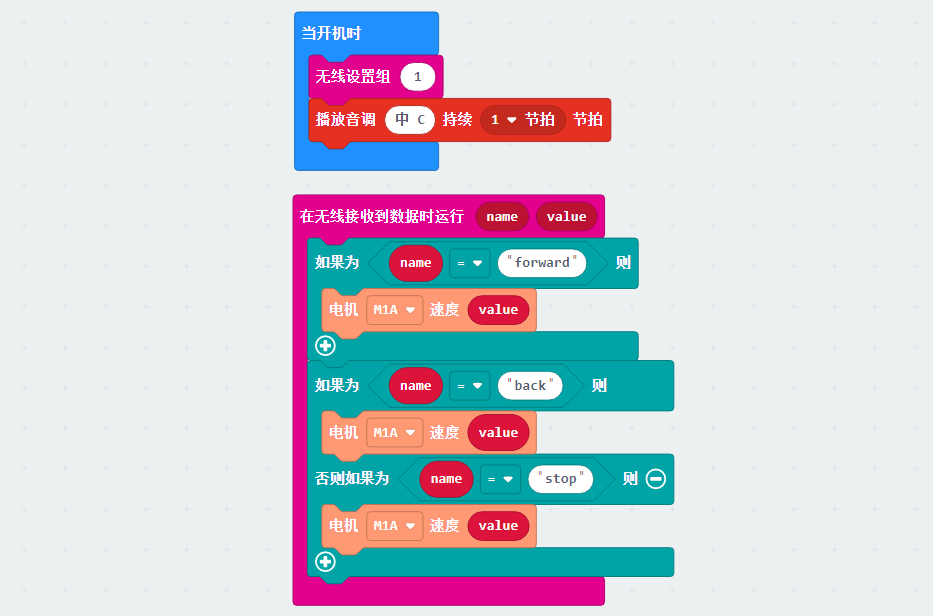 当开机时
无线设置组 1
播放音调 中 C 持续 1 节拍 节拍
在无线接收到数据时运行 name value
如果为 name = "forward" 则
电机 M1A 速度 value
如果为 name = "back" 则
电机 M1A 速度 value
否则如果为 name = "stop" 则
电机 M1A 速度 value